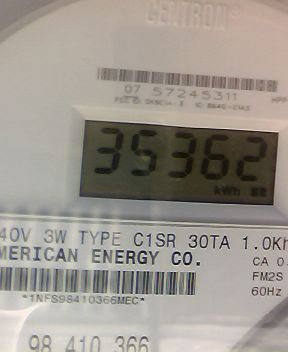 CENTRON®
07 57245311
35362
kWh
40V 3W TYPE C1SR 30TA 1.0Kh
MERICAN ENERGY CO.
CA 0.
FM2S
60Hz
*1NFS98410366MEC*
98 410 366